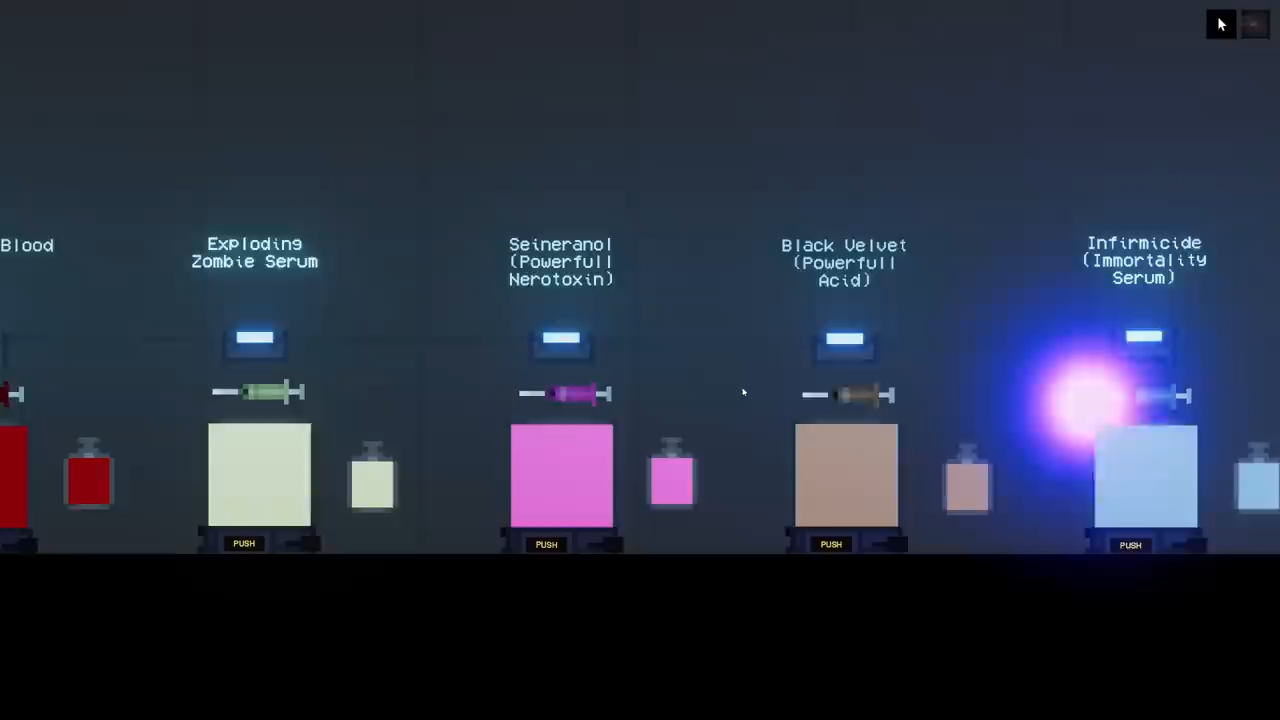 Blood
Exploding
Zombie Serum
Seineranol
(Powerfull
Nerotoxin)
Black Velvet
(Powerfull
Acid)
Infirmicide
(Immortality
Serum)
PUSH
PUSH
PUSH
PUSH